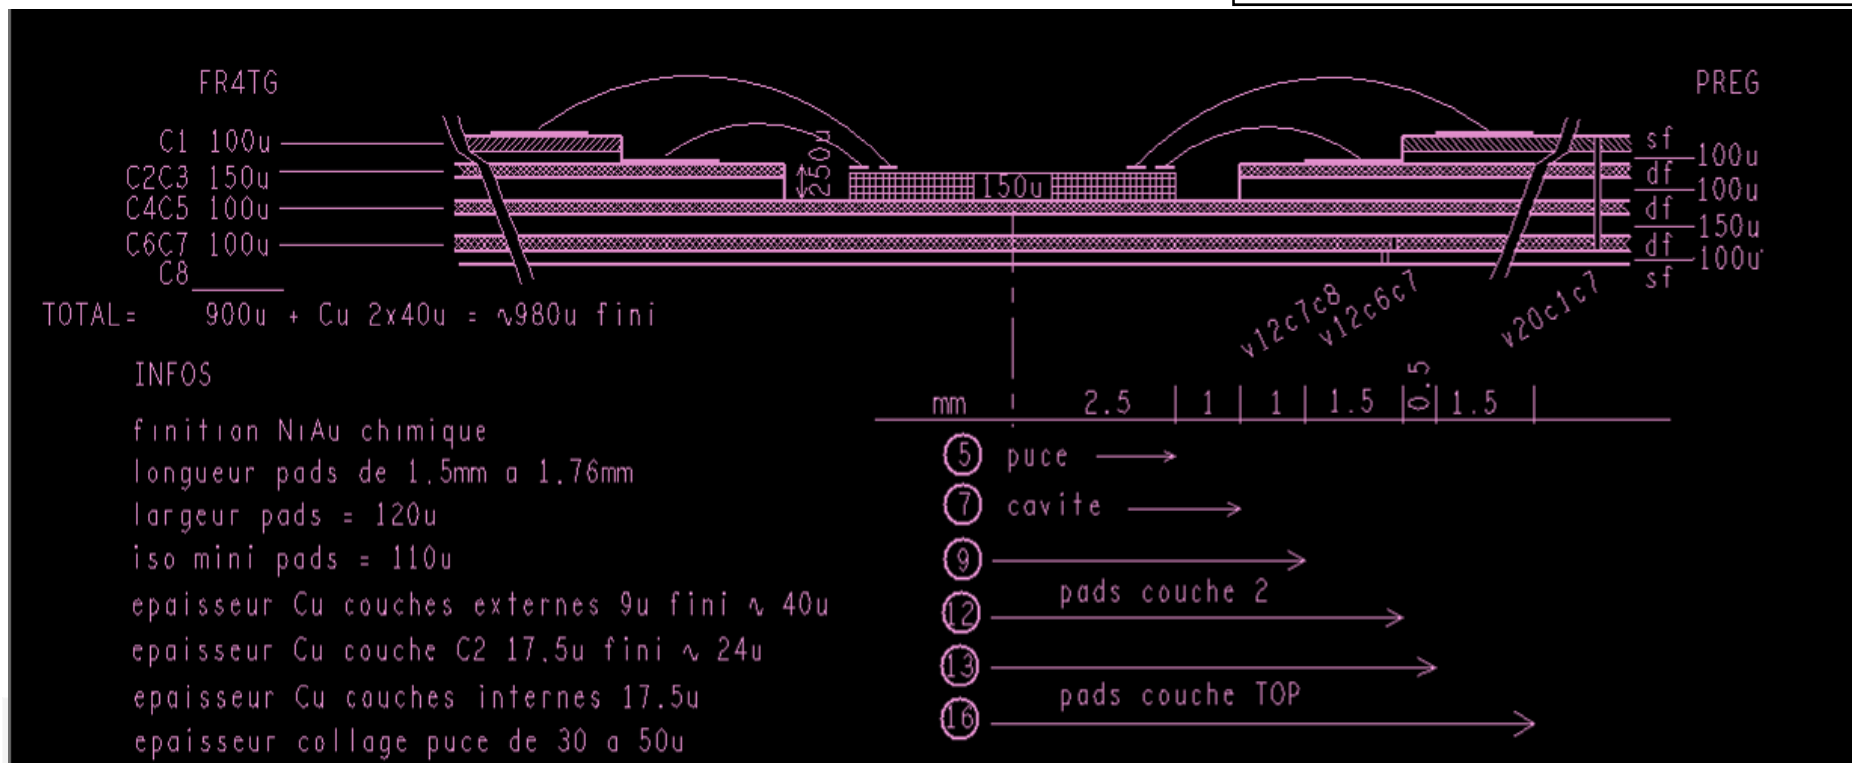 FR4TG
PREG
C1 100u
C2C3 150u
C4C5 100u
C6C7 100u
C8
250u
150u
sf
100u
df
100u
df
150u
df
100u
sf
TOTAL= 900u + Cu 2x40u = ~980u fini
v12c7c8
v12c6c7
v20c1c7
INFOS
finition NiAu chimique
longueur pads de 1.5mm a 1.76mm
largeur pads = 120u
iso mini pads = 110u
epaisseur Cu couches externes 9u fini ~ 40u
epaisseur Cu couche C2 17.5u fini ~ 24u
epaisseur Cu couches internes 17.5u
epaisseur collage puce de 30 a 50u
mm 2.5 1 1 1.5 0.5 1.5
5 puce
7 cavite
9
pads couche 2
12
13
pads couche TOP
16